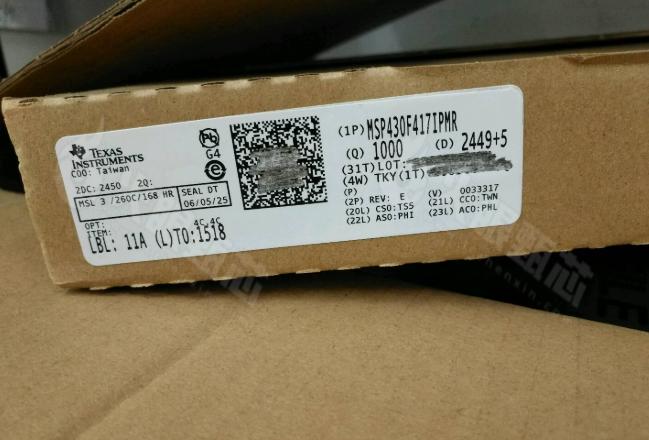 TEXAS
INSTRUMENTS
COO: Taiwan
2DC: 2450 2Q:
MSL 3 /260C/168 HR
SEAL DT
06/05/25
OPT:
ITEM:
4C,4C
LBL: 11A (L)TO:1518
Pb
G4
e
(1P) MSP430F417IPMR
(Q) 1000 (D) 2449+5
(31T)LOT:
(4W) TKY(1T)
(P)
(2P) REV: E (V) 0033317
(20L) CSO:TS5 (21L) CCO:TWN
(22L) ASO:PHI (23L) ACO:PHL